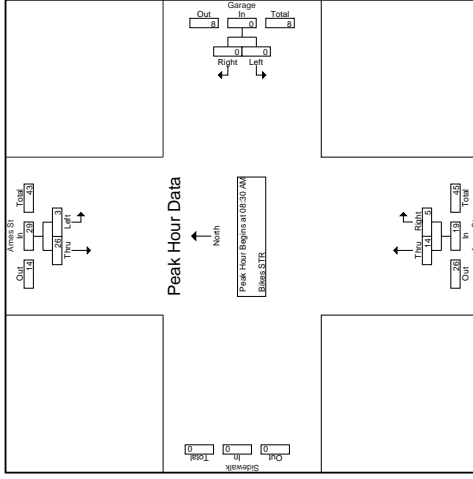 Garage
Out In Total
8 0 8
0 0
Right Left
Ames St
Out In Total
14 29 43
26 3
Thru Left
Peak Hour Data
North
Peak Hour Begins at 08:30 AM
Bikes STR
Thru Right
14 5
26 19 45
Out In Total
Total In Out
0 0 0
Sidewalk